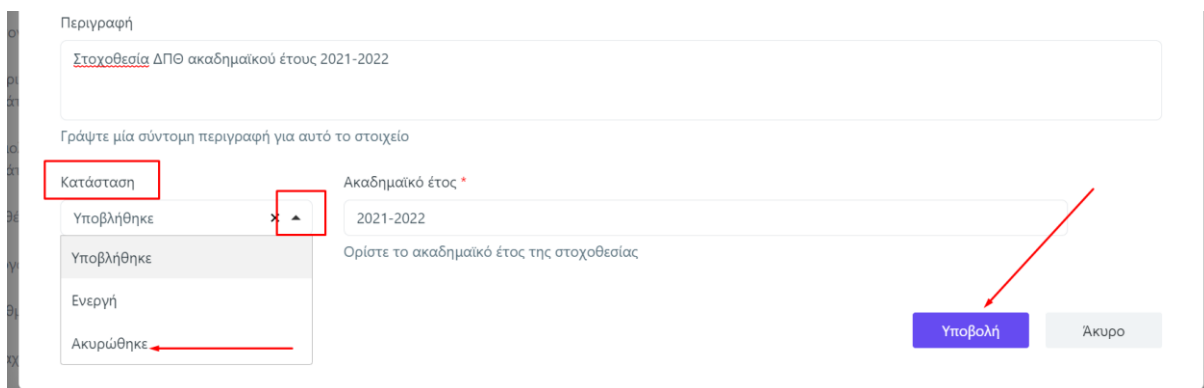 Περιγραφή
Στοχοθεσία ΔΠΘ ακαδημαϊκού έτους 2021-2022
Γράψτε μία σύντομη περιγραφή για αυτό το στοιχείο
Κατάσταση
Ακαδημαϊκό έτος *
Υποβλήθηκε
2021-2022
Ορίστε το ακαδημαϊκό έτος της στοχοθεσίας
Υποβλήθηκε
Ενεργή
Ακυρώθηκε
Υποβολή
Άκυρο